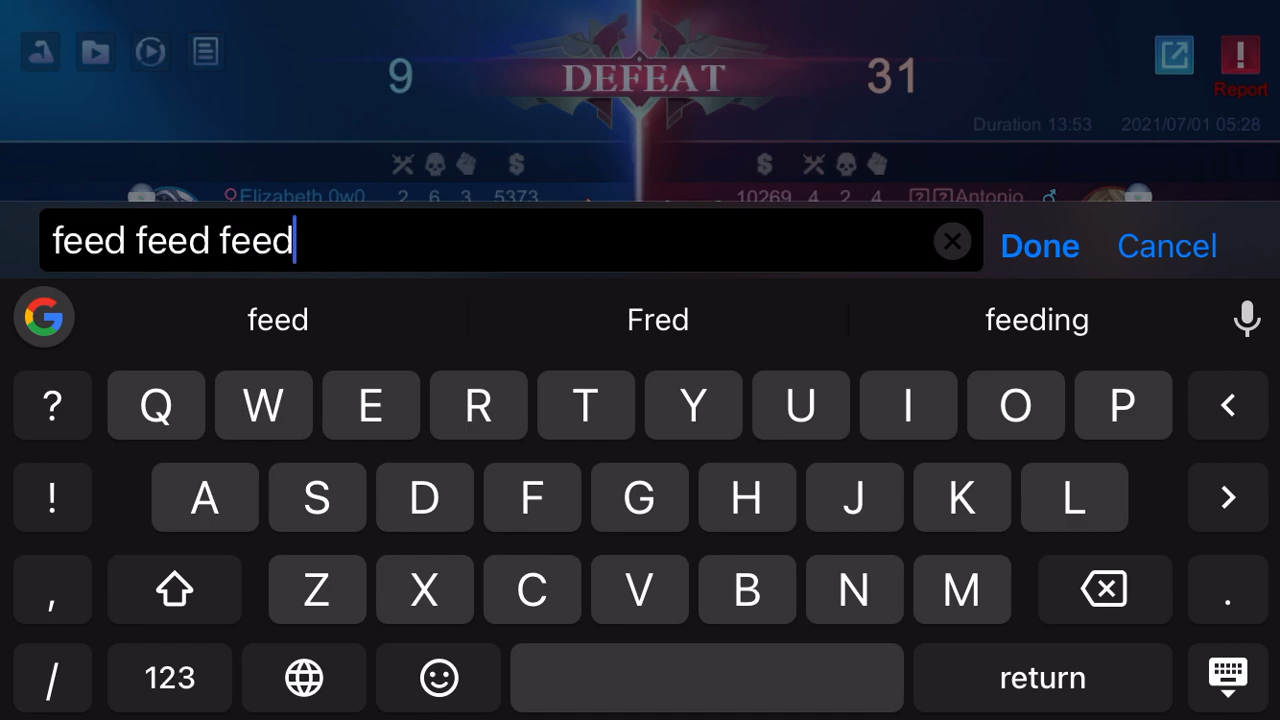 9 DEFEAT 31
Report
Duration 13:53 2021/07/01 05:28
$ $
♀Elizabeth 0w0 2 6 3 5373 10269 4 2 4 Antonio ♂
feed feed feed
Done Cancel
feed Fred feeding
? Q W E R T Y U I O P <
! A S D F G H J K L >
, Z X C V B N M .
/ 123 return